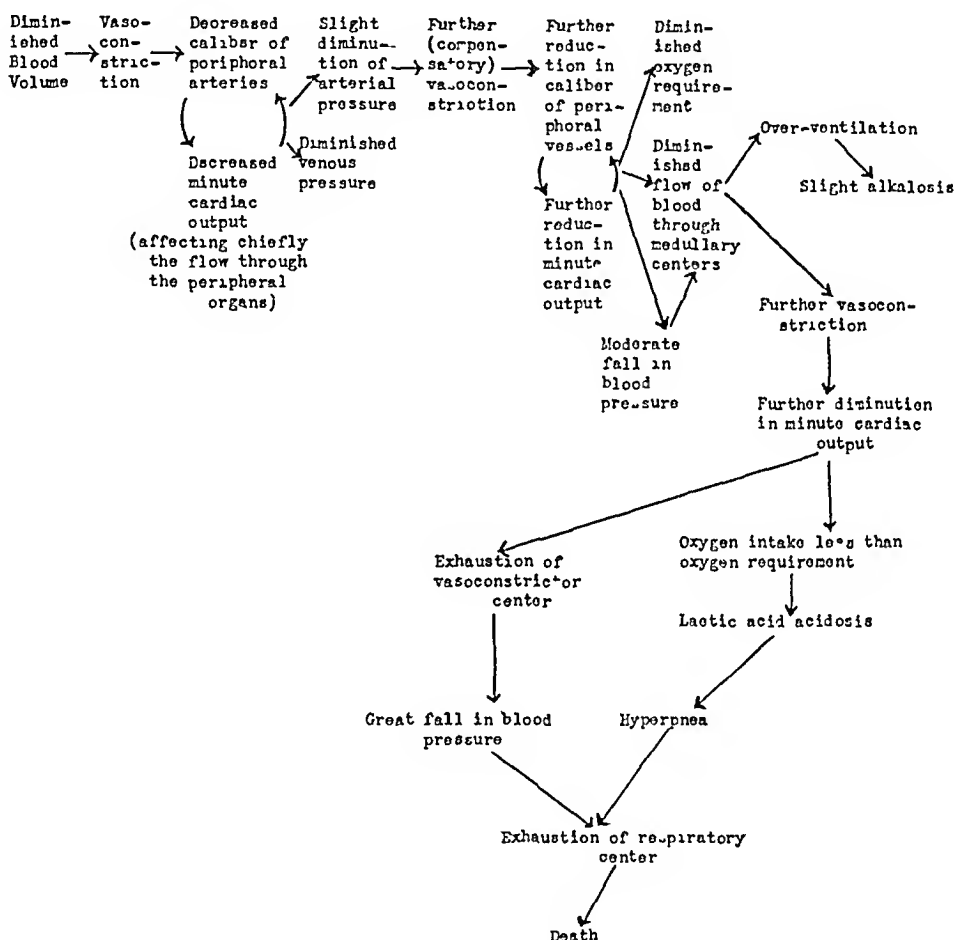 Dimin-
ished
Blood
Volume
Vaso-
con-
stric-
tion
Decreased
caliber of
peripheral
arteries
Decreased
minute
cardiac
output
(affecting chiefly
the flow through
the peripheral
organs)
Slight
diminu-
tion of
arterial
pressure
Diminished
venous
pressure
Further
(compen-
satory)
vasocon-
striction
Further
reduc-
tion in
caliber
of peri-
pheral
vessels
Further
reduc-
tion in
minute
cardiac
output
Dimin-
ished
oxygen
require-
ment
Dimin-
ished
flow of
blood
through
medullary
centers
Moderate
fall in
blood
pressure
Over-ventilation
Slight alkalosis
Further vasocon-
striction
Further diminution
in minute cardiac
output
Exhaustion of
vasoconstrictor
center
Oxygen intake less than
oxygen requirement
Lactic acid acidosis
Great fall in blood
pressure
Hyperpnea
Exhaustion of respiratory
center
Death